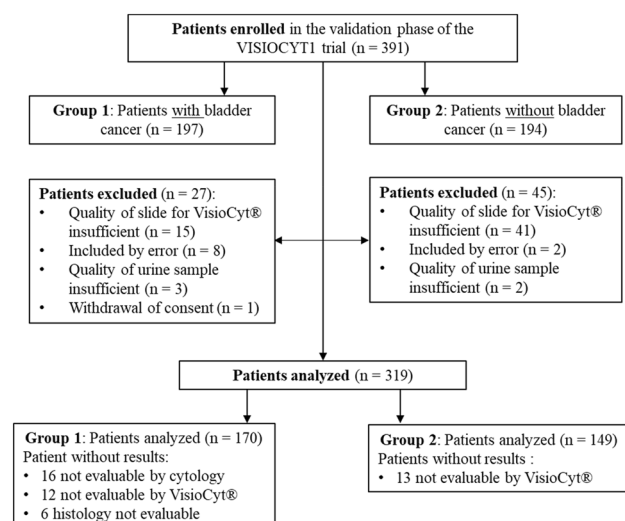 Patients enrolled in the validation phase of the
VISIOCYT1 trial (n = 391)
Group 1: Patients with bladder
cancer (n = 197)
Group 2: Patients without bladder
cancer (n = 194)
Patients excluded (n = 27):
• Quality of slide for VisioCyt®
insufficient (n = 15)
• Included by error (n = 8)
• Quality of urine sample
insufficient (n = 3)
• Withdrawal of consent (n = 1)
Patients excluded (n = 45):
• Quality of slide for VisioCyt®
insufficient (n = 41)
• Included by error (n = 2)
• Quality of urine sample
insufficient (n = 2)
Patients analyzed (n = 319)
Group 1: Patients analyzed (n = 170)
Patient without results:
• 16 not evaluable by cytology
• 12 not evaluable by VisioCyt®
• 6 histology not evaluable
Group 2: Patients analyzed (n = 149)
Patients without results :
• 13 not evaluable by VisioCyt®